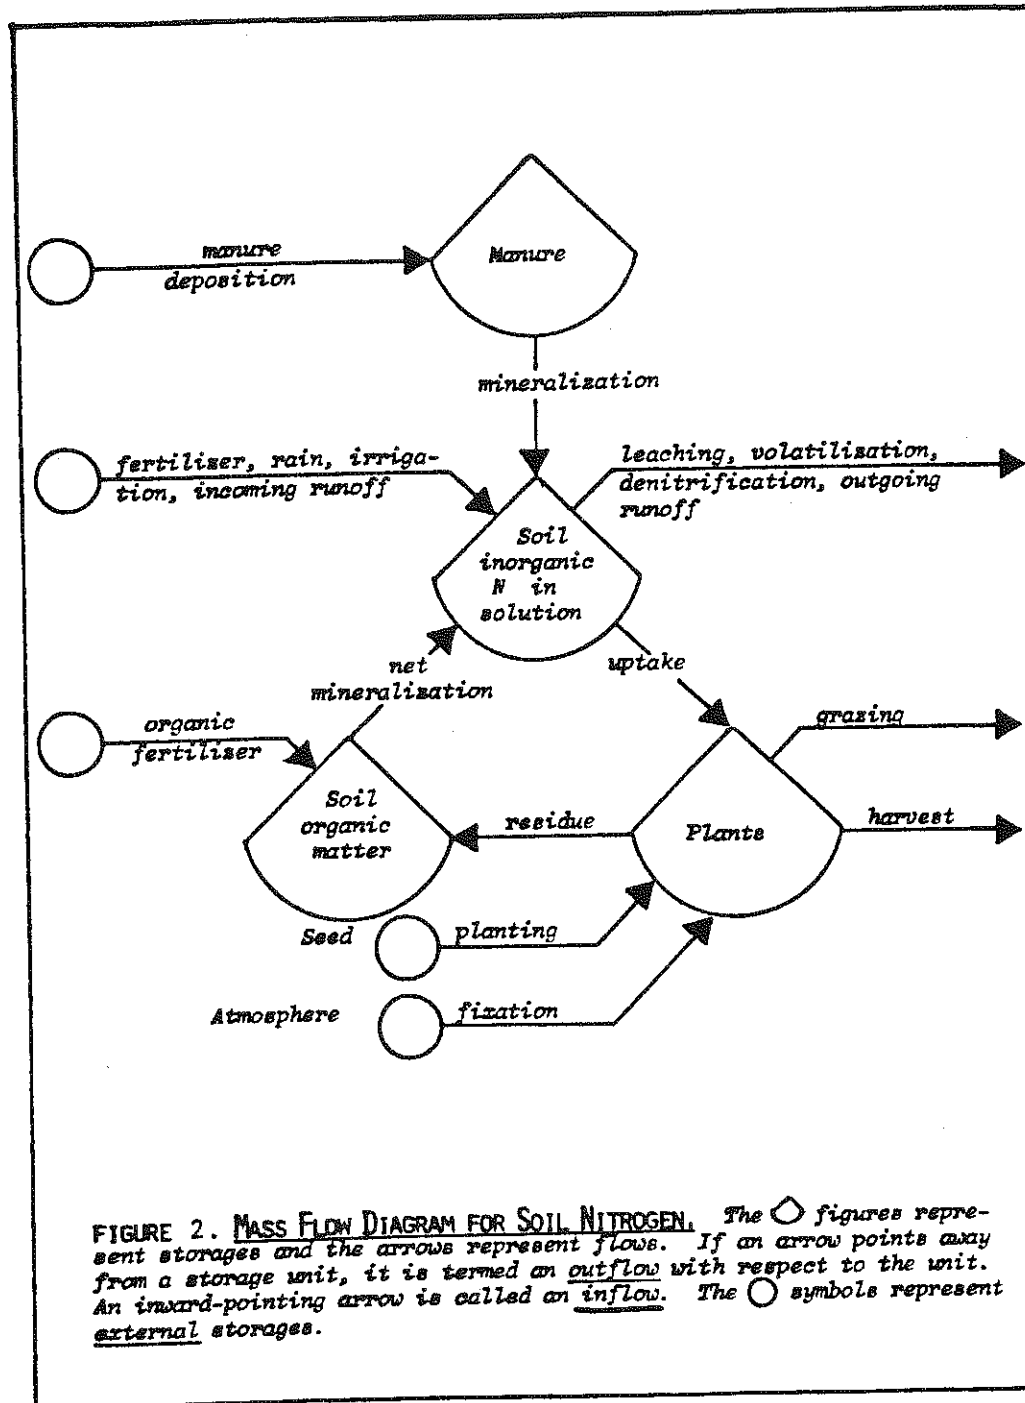 manure
deposition
Manure
mineralization
fertilizer, rain, irriga-
tion, incoming runoff
leaching, volatilization,
denitrification, outgoing
runoff
Soil
inorganic
N in
solution
net
mineralization
uptake
organic
fertilizer
grazing
Soil
organic
matter
residue
Plants
harvest
Seed
planting
Atmosphere
fixation
FIGURE 2. MASS FLOW DIAGRAM FOR SOIL NITROGEN. The figures repre-
sent storages and the arrows represent flows. If an arrow points away
from a storage unit, it is termed an outflow with respect to the unit.
An inward-pointing arrow is called an inflow. The symbols represent
external storages.